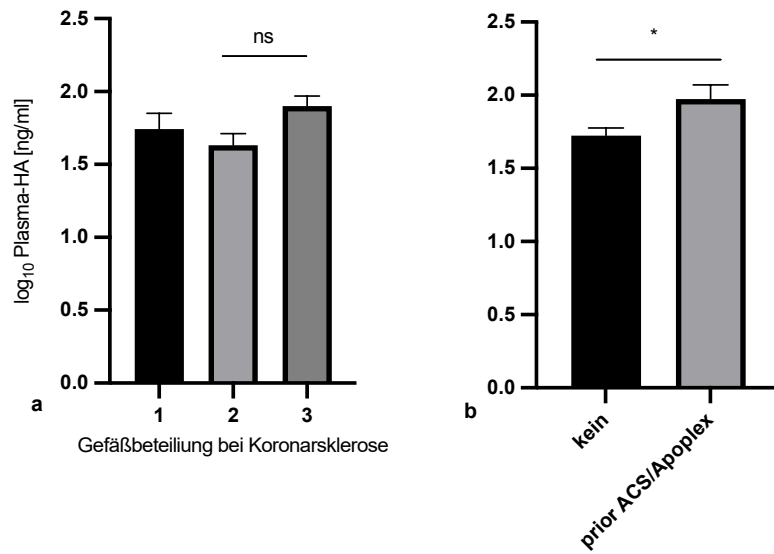 2.5
2.0
1.5
1.0
0.5
0.0
log10 Plasma-HA [ng/ml]
ns
1 2 3
Gefäßbeteiliung bei Koronarsklerose
a
2.5
2.0
1.5
1.0
0.5
0.0
*
kein
prior ACS/Apoplex
b